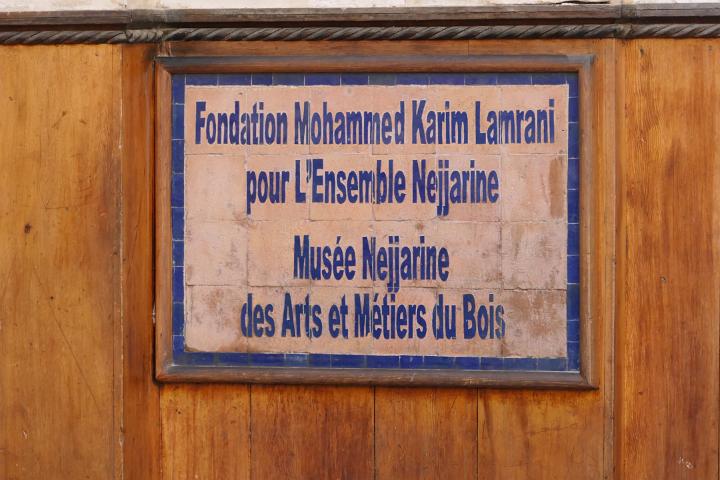 Fondation Mohammed Karim Lamrani
pour L'Ensemble Nejjarine
Musée Nejjarine
des Arts et Métiers du Bois